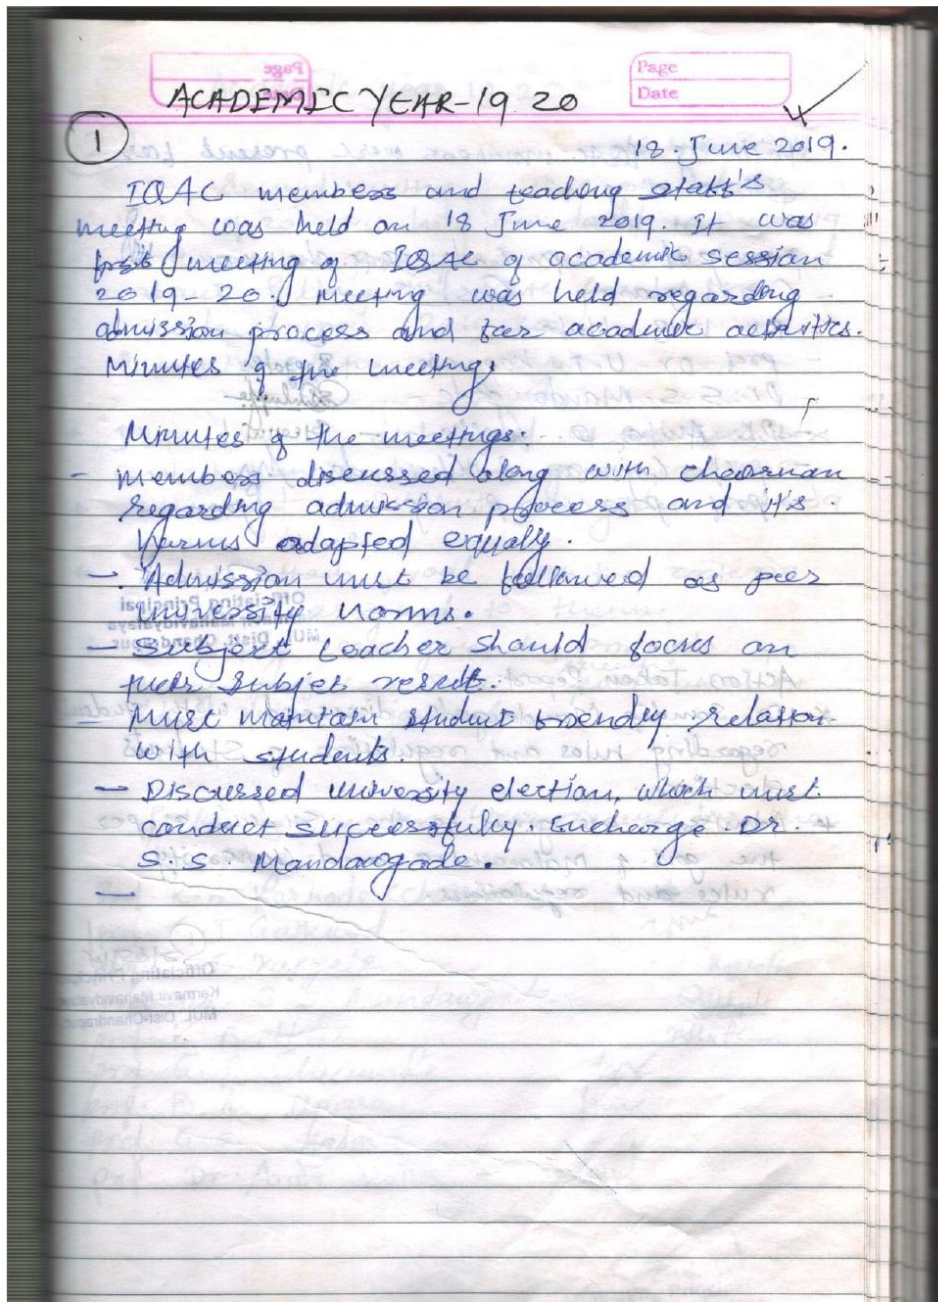 Page
Date
ACADEMIC YEAR-19 20
1
18-June 2019.
IQAC members and teaching staff's
meeting was held on 18 June 2019. It was
first meeting of IQAC of academic session
2019-20. Meeting was held regarding
admission process and for academic activities.
Minutes of the meeting.
Minutes of the meetings:
- Members discussed along with chairman
regarding admission process and it's
Norms adapted equally.
- Admission must be followed as per
University Norms.
- Subject teacher should focus on
their subject result.
- Must maintain student friendly relation
with students.
- Discussed university election, which must
conduct successfully. Encharge Dr.
S.S Mandaogade.
-